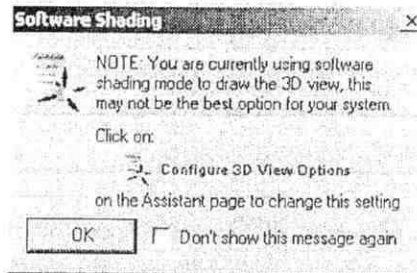 Software Shading
NOTE: You are currently using software
shading mode to draw the 3D view, this
may not be the best option for your system
Click on:
Configure 3D View Options
on the Assistant page to change this setting
OK
Don't show this message again